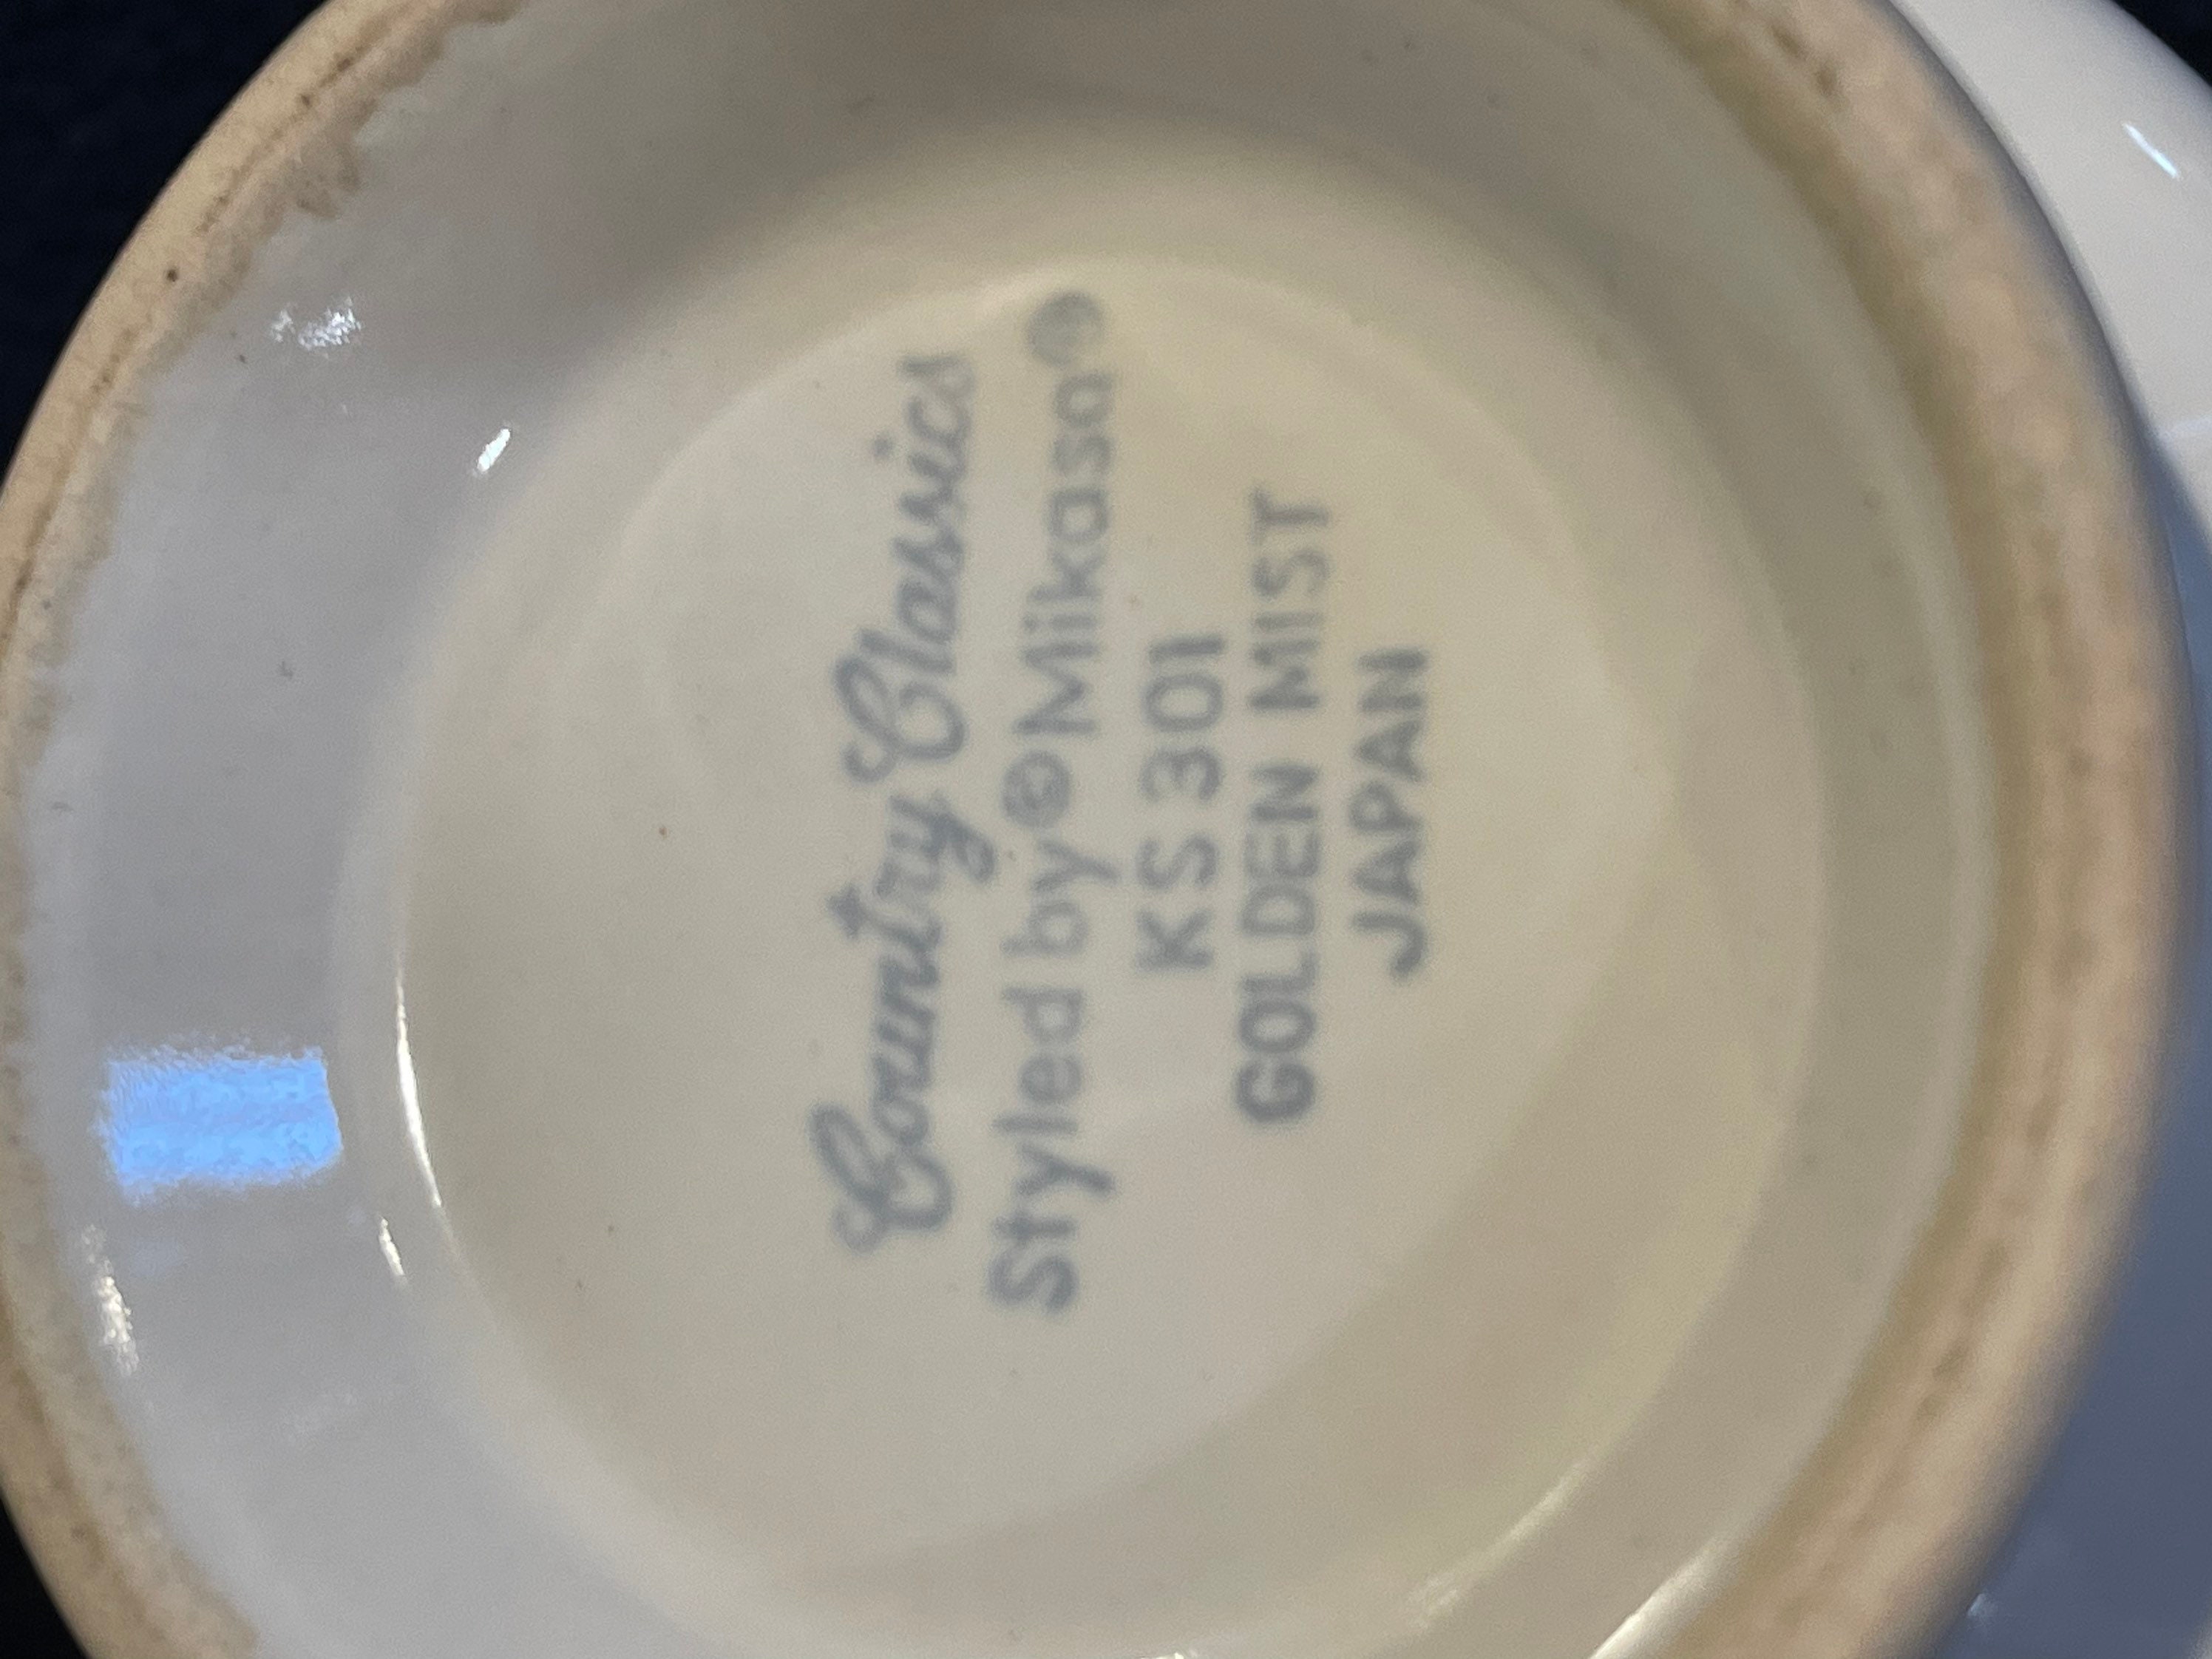 Country Classics
Styled by ©Mikasa®
KS 301
GOLDEN MIST
JAPAN